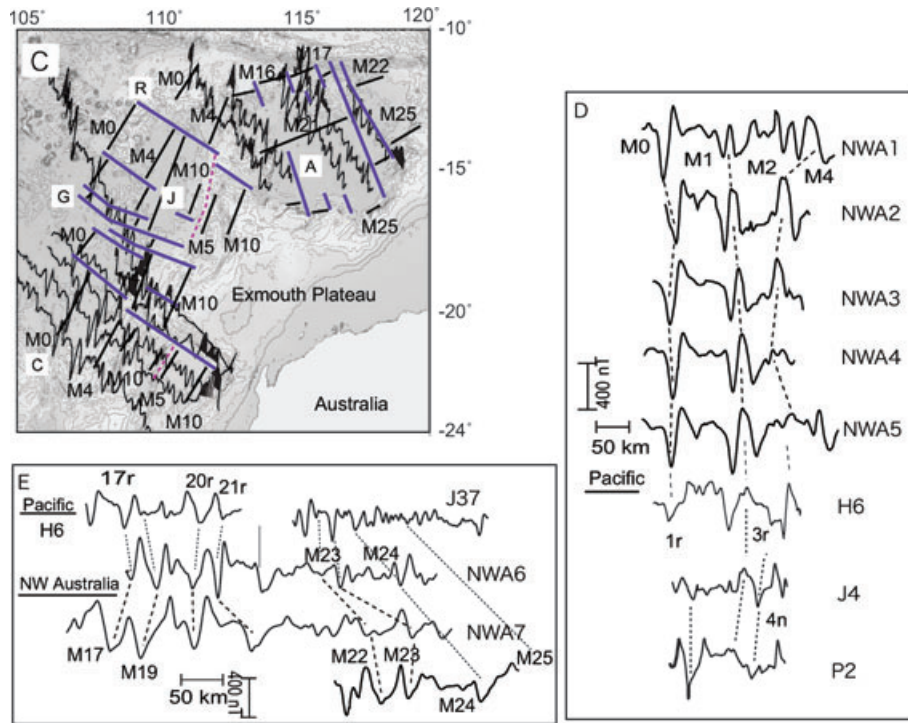 105° 110° 115° 120°
-10°
-15°
-20°
-24°
C
R
M0
M16
M17
M22
M0
M4
M25
M4
M2
M10
A
G
J
M10
M25
M0
M5
M10
Exmouth Plateau
M10
M0
C
M4
M10
M5
M10
Australia
D
M0
M1
M2
M4
NWA1
NWA2
NWA3
NWA4
NWA5
400 nT
50 km
Pacific
H6
1r
3r
J4
4n
P2
E
17r
20r
21r
Pacific
H6
J37
M23
M24
NWA6
NW Australia
NWA7
M17
M19
M22
M23
M25
50 km
400 nT
M24